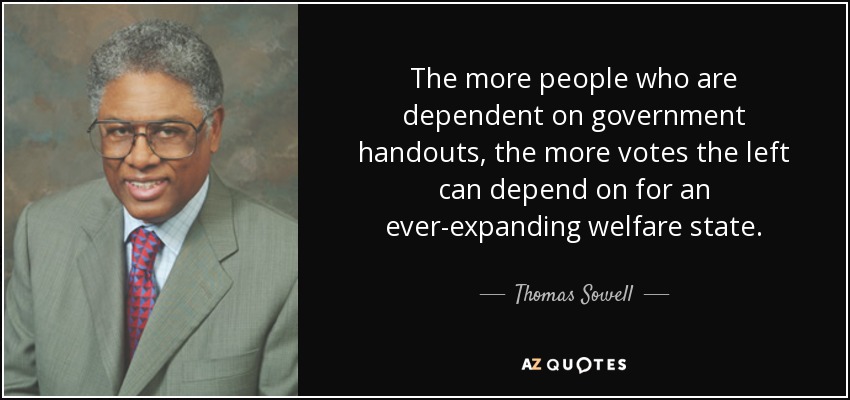 The more people who are
dependent on government
handouts, the more votes the left
can depend on for an
ever-expanding welfare state.
Thomas Sowell
AZ QUOTES